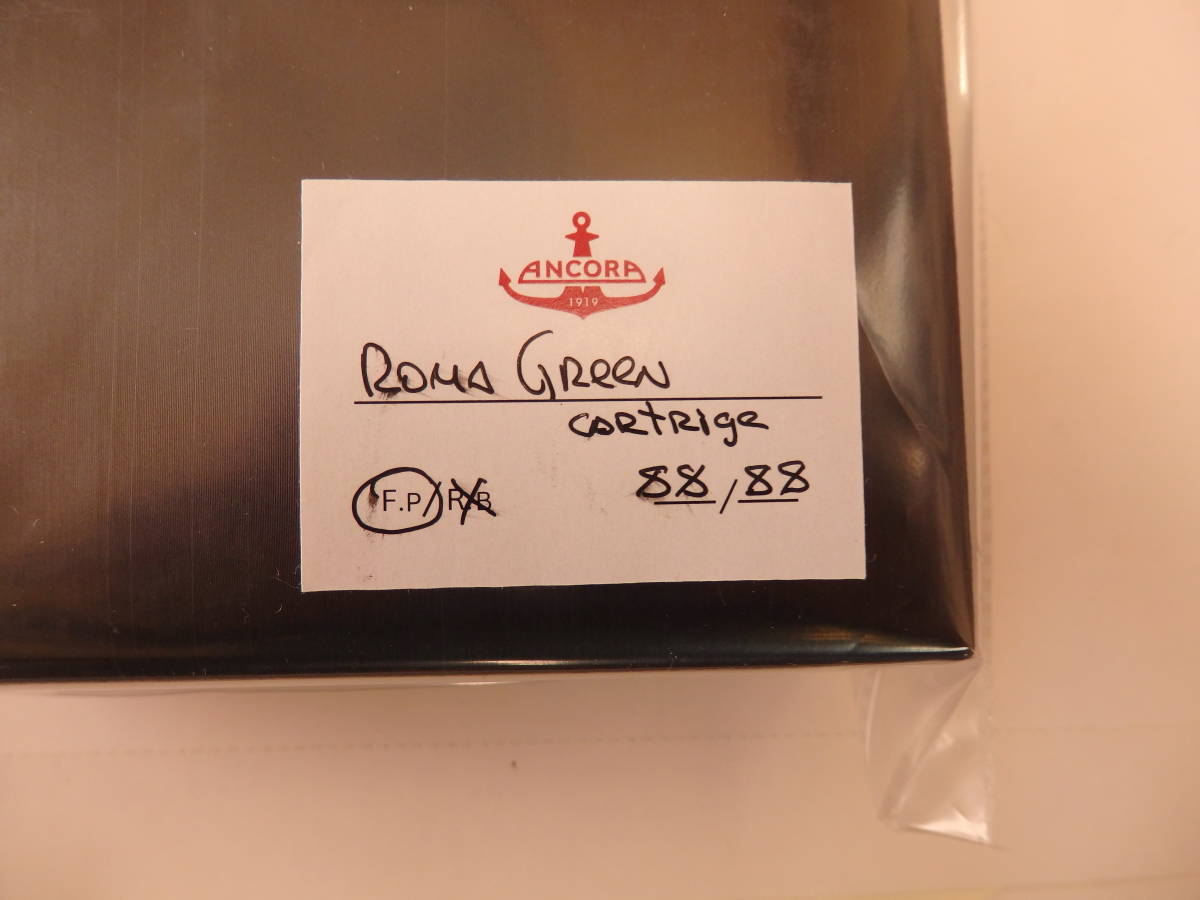 ANCORA
1919
ROMA GREEN
CARTRIGE
F.P/R.B 88/88